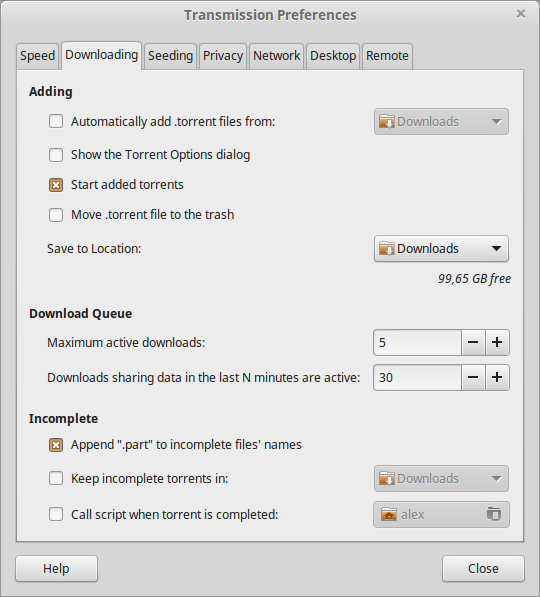 Transmission Preferences
Speed Downloading Seeding Privacy Network Desktop Remote
Adding
Automatically add .torrent files from: Downloads
Show the Torrent Options dialog
Start added torrents
Move .torrent file to the trash
Save to Location: Downloads
99,65 GB free
Download Queue
Maximum active downloads: 5
Downloads sharing data in the last N minutes are active: 30
Incomplete
Append ".part" to incomplete files' names
Keep incomplete torrents in: Downloads
Call script when torrent is completed: alex
Help Close